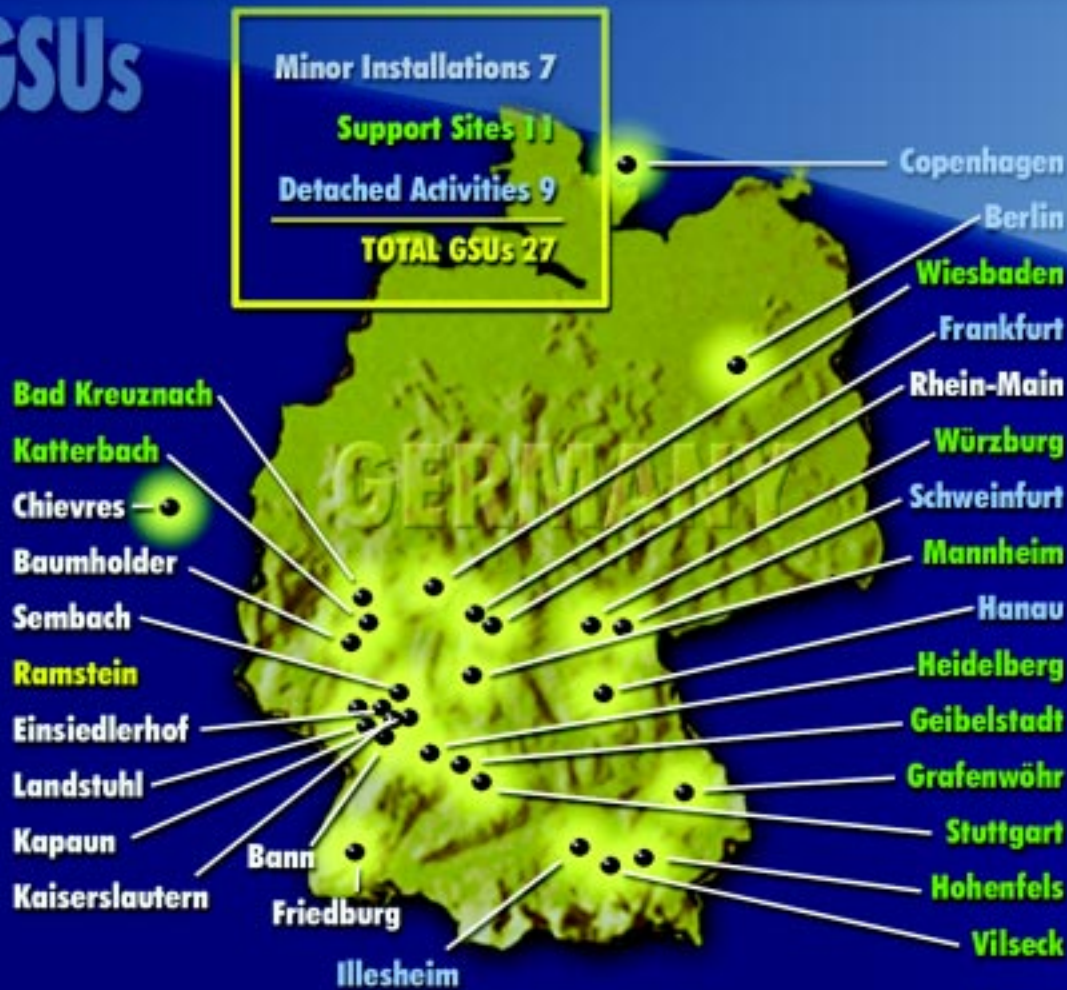 GSUs
Minor Installations 7
Support Sites 11
Detached Activities 9
TOTAL GSUs 27
GERMANY
Bad Kreuznach
Katterbach
Chievres
Baumholder
Sembach
Ramstein
Einsiedlerhof
Landstuhl
Kapaun
Kaiserslautern
Bann
Friedburg
Illesheim
Copenhagen
Berlin
Wiesbaden
Frankfurt
Rhein-Main
Würzburg
Schweinfurt
Mannheim
Hanau
Heidelberg
Geibelstadt
Grafenwöhr
Stuttgart
Hohenfels
Vilseck